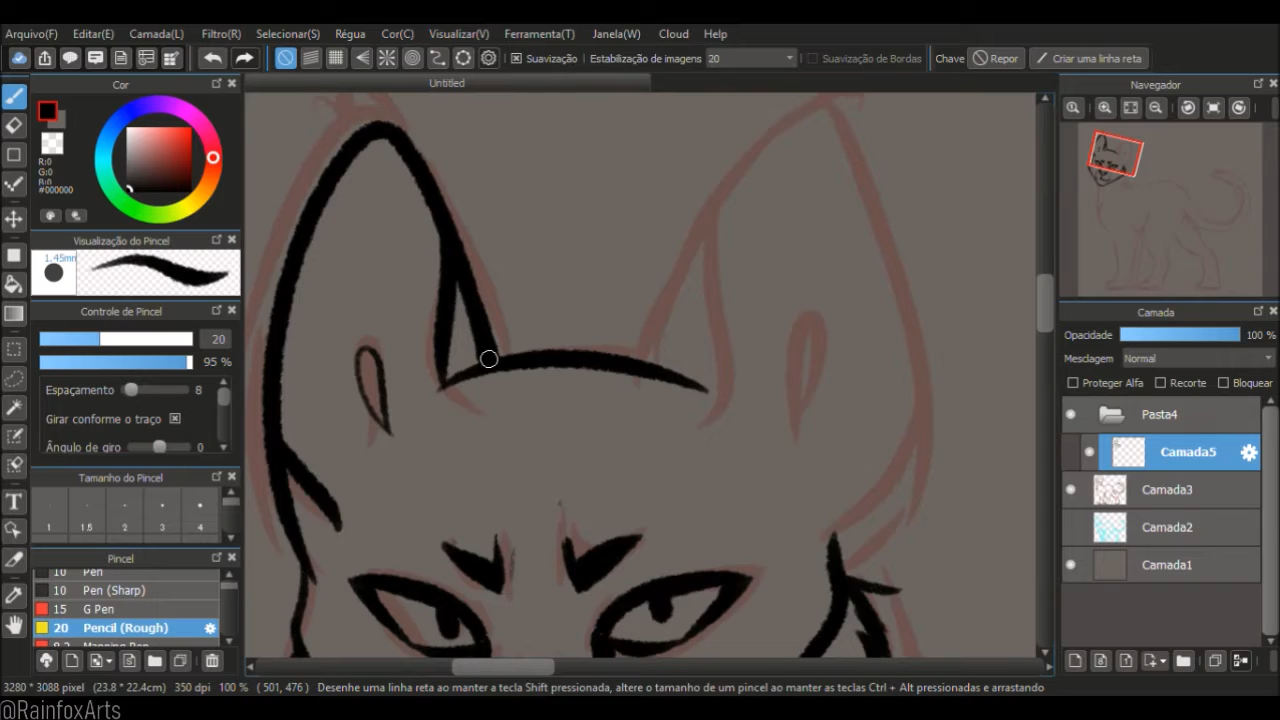 Arquivo(F) Editar(E) Camada(L) Filtro(R) Selecionar(S) Régua Cor(C) Visualizar(V) Ferramenta(T) Janela(W) Cloud Help
Suavização Estabilização de imagens 20 Suavização de Bordas Chave Repor Criar uma linha reta
Cor
Untitled
Navegador
R:0
G:0
#000000
Visualização do Pincel
1.45mm
Controle de Pincel
20
95 %
Espaçamento 8
Girar conforme o traço
Ângulo de giro 0
Tamanho do Pincel
1 1.5 2 3 4
Pincel
10 Pen
10 Pen (Sharp)
15 G Pen
20 Pencil (Rough)
Camada
Opacidade 100 %
Mesclagem Normal
Proteger Alfa Recorte Bloquear
Pasta4
Camada5
Camada3
Camada2
Camada1
3280 * 3088 pixel (23.8 * 22.4cm) 350 dpi 100 % ( 501, 476 ) Desenhe uma linha reta ao manter a tecla Shift pressionada, altere o tamanho de um pincel ao manter as teclas Ctrl + Alt pressionadas e arrastando
@RainfoxArts